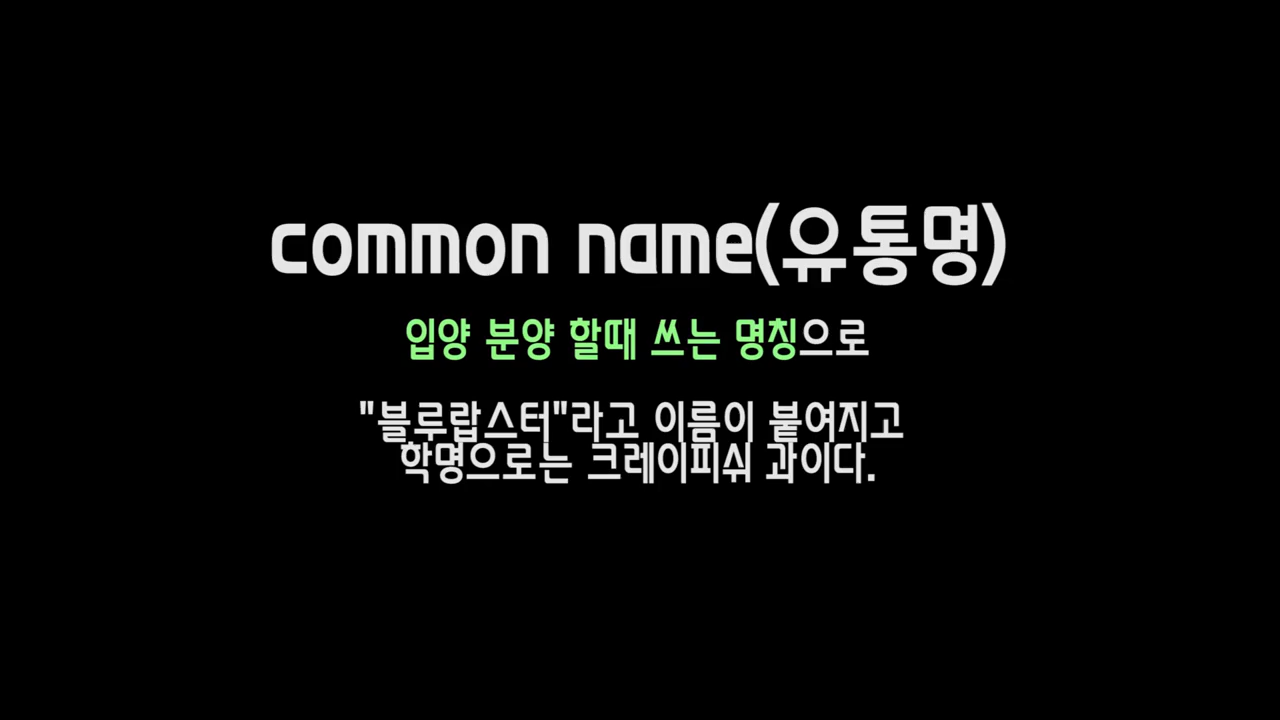 common name(유통명)
입양 분양 할때 쓰는 명칭으로
"블루랍스터"라고 이름이 붙여지고
학명으로는 크레이피쉬 과이다.